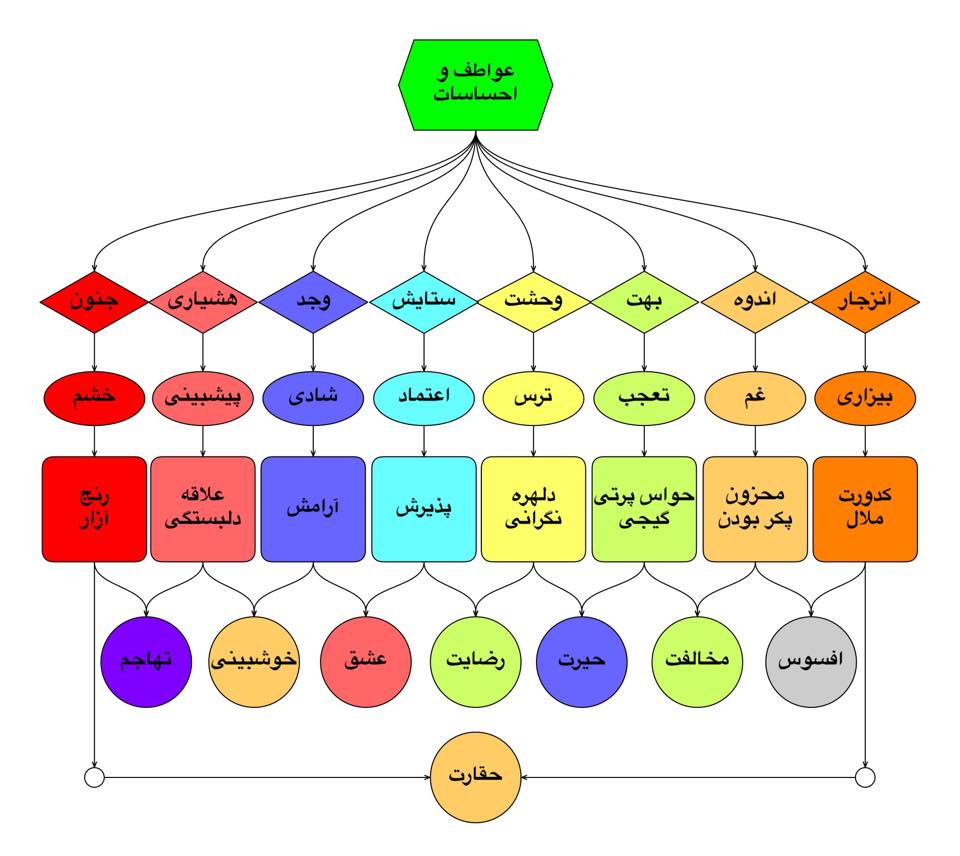 عواطف و
احساسات
انزجار
اندوه
بهت
وحشت
ستایش
وجد
هشیاری
جنون
بیزاری
غم
تعجب
ترس
اعتماد
شادی
پیشبینی
خشم
کدورت
ملال
محزون
پکر بودن
حواس پرتی
گیجی
دلهره
نگرانی
پذیرش
آرامش
علاقه
دلبستگی
رنج
آزار
افسوس
مخالفت
حیرت
رضایت
عشق
خوشبینی
تهاجم
حقارت